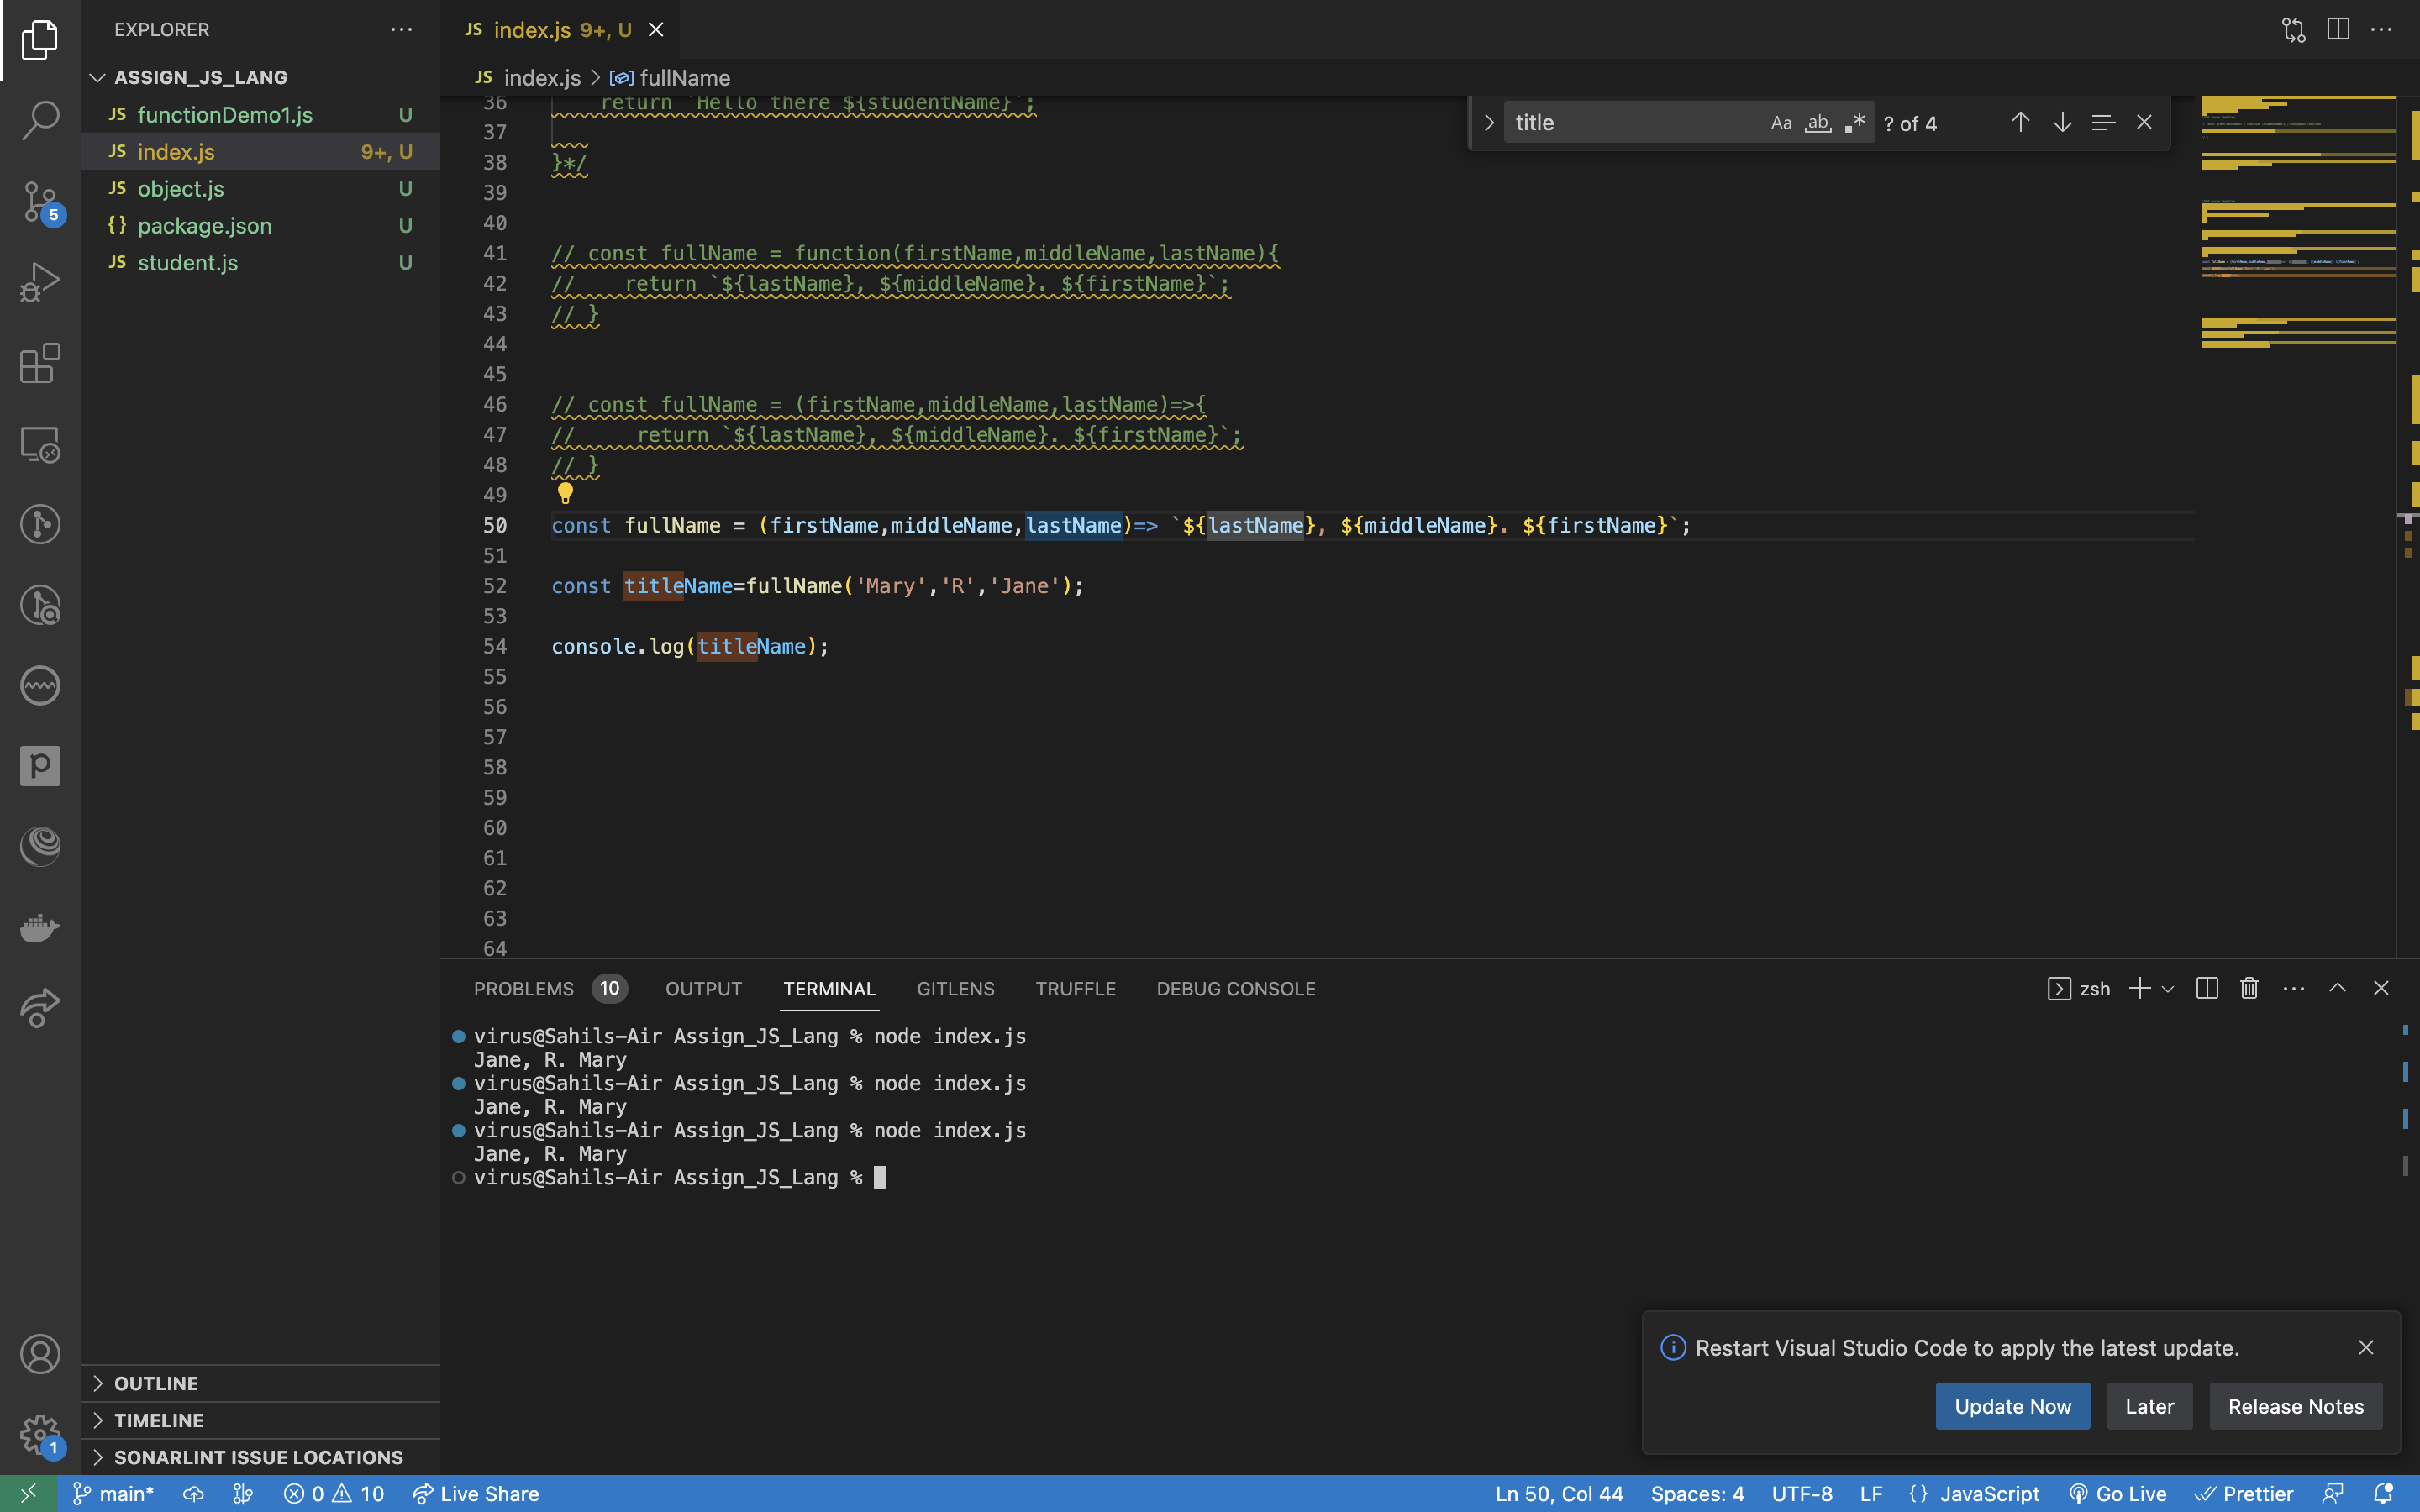 EXPLORER
ASSIGN_JS_LANG
JS functionDemo1.js U
JS index.js 9+, U
JS object.js U
{} package.json U
JS student.js U
5
p
1
OUTLINE
TIMELINE
SONARLINT ISSUE LOCATIONS
JS index.js 9+, U
JS index.js > fullName
title Aa ab ? of 4
36 return `Hello there ${studentName}`;
37
38 }*/
39
40
41 // const fullName = function(firstName,middleName,lastName){
42 // return `${lastName}, ${middleName}. ${firstName}`;
43 // }
44
45
46 // const fullName = (firstName,middleName,lastName)=>{
47 // return `${lastName}, ${middleName}. ${firstName}`;
48 // }
49
50 const fullName = (firstName,middleName,lastName)=> `${lastName}, ${middleName}. ${firstName}`;
51
52 const titleName=fullName('Mary','R','Jane');
53
54 console.log(titleName);
55
56
57
58
59
60
61
62
63
64
PROBLEMS 10 OUTPUT TERMINAL GITLENS TRUFFLE DEBUG CONSOLE zsh
virus@Sahils-Air Assign_JS_Lang % node index.js
Jane, R. Mary
virus@Sahils-Air Assign_JS_Lang % node index.js
Jane, R. Mary
virus@Sahils-Air Assign_JS_Lang % node index.js
Jane, R. Mary
virus@Sahils-Air Assign_JS_Lang %
Restart Visual Studio Code to apply the latest update.
Update Now Later Release Notes
main* 0 10 Live Share Ln 50, Col 44 Spaces: 4 UTF-8 LF {} JavaScript Go Live Prettier